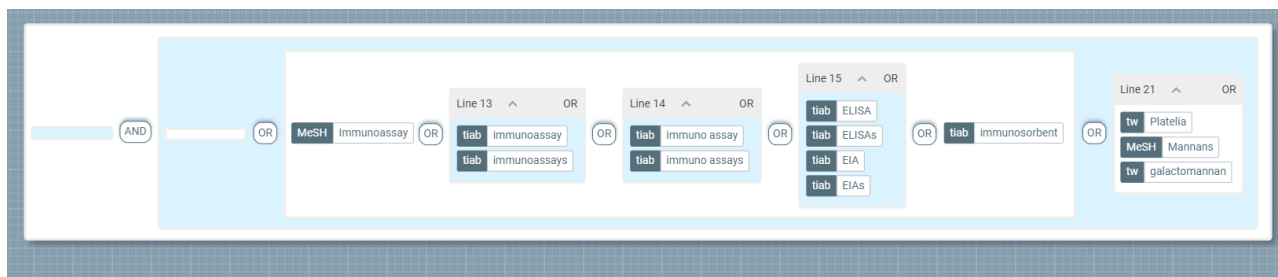 AND
OR
MeSH Immunoassay
OR
Line 13 OR
tiab immunoassay
tiab immunoassays
OR
Line 14 OR
tiab immuno assay
tiab immuno assays
OR
Line 15 OR
tiab ELISA
tiab ELISAs
tiab EIA
tiab EIAs
OR
tiab immunosorbent
OR
Line 21 OR
tw Platelia
MeSH Mannans
tw galactomannan